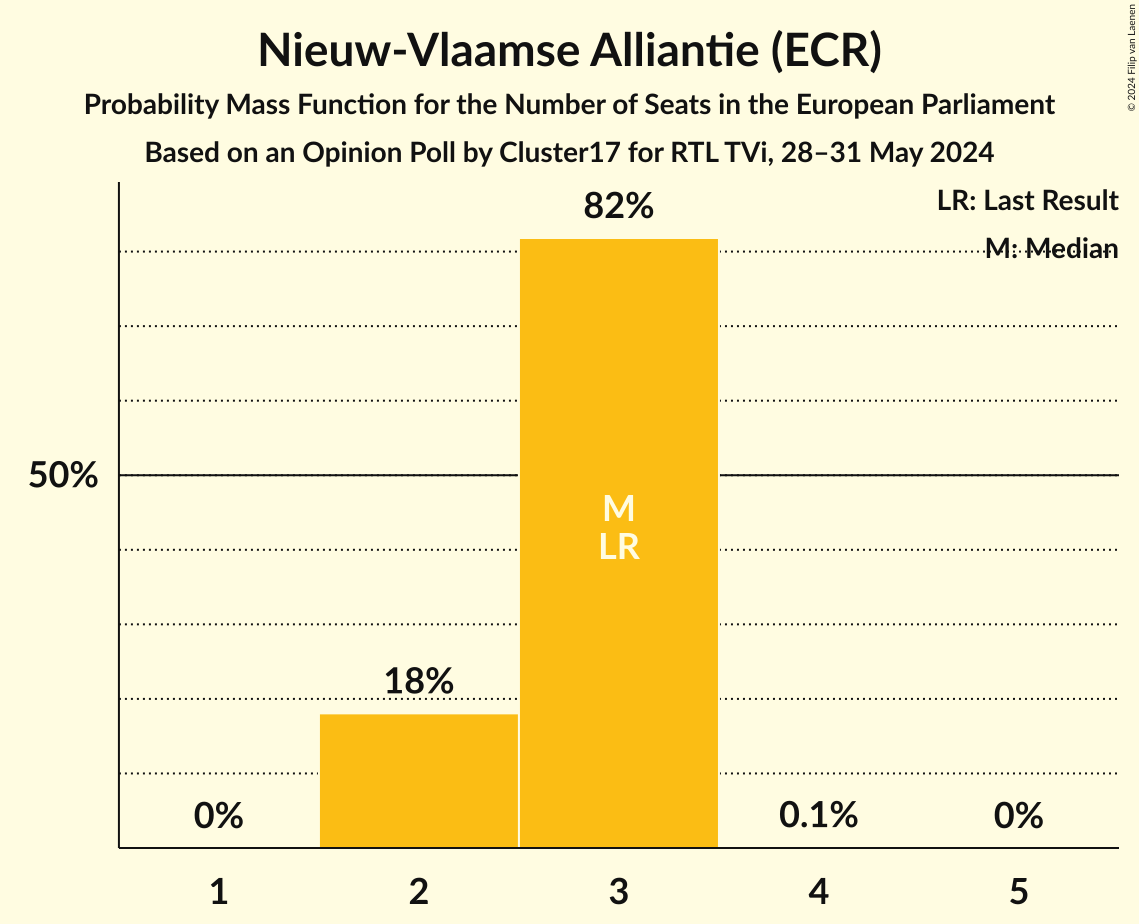 Nieuw-Vlaamse Alliantie (ECR)
Probability Mass Function for the Number of Seats in the European Parliament
Based on an Opinion Poll by Cluster17 for RTL TVi, 28–31 May 2024
© 2024 Filip van Laenen
LR: Last Result
M: Median
82%
50%
M
LR
18%
0%
0.1%
0%
1 2 3 4 5